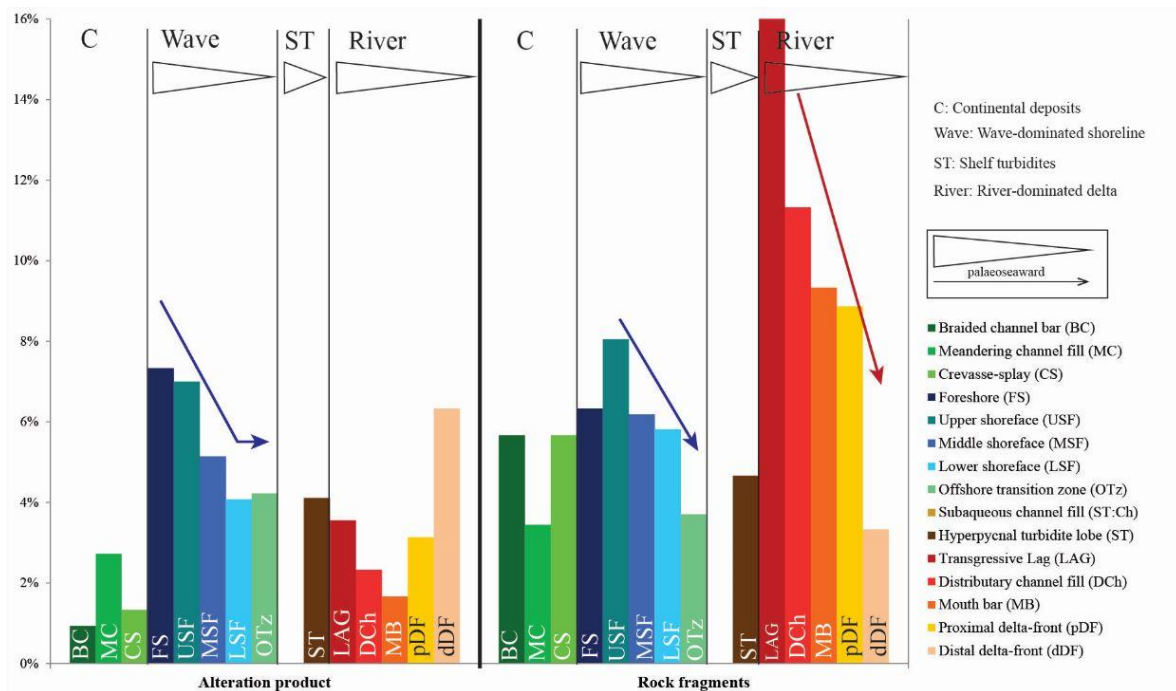 16%
14%
12%
10%
8%
6%
4%
2%
0%
C Wave ST River
BC MC CS FS USF MSF LSF OTz ST LAG DCh MB pDF dDF
Alteration product
C Wave ST River
BC MC CS FS USF MSF LSF OTz ST LAG DCh MB pDF dDF
Rock fragments
C: Continental deposits
Wave: Wave-dominated shoreline
ST: Shelf turbidites
River: River-dominated delta
palaeoseaward
Braided channel bar (BC)
Meandering channel fill (MC)
Crevasse-splay (CS)
Foreshore (FS)
Upper shoreface (USF)
Middle shoreface (MSF)
Lower shoreface (LSF)
Offshore transition zone (OTz)
Subaqueous channel fill (ST:Ch)
Hyperpycnal turbidite lobe (ST)
Transgressive Lag (LAG)
Distributary channel fill (DCh)
Mouth bar (MB)
Proximal delta-front (pDF)
Distal delta-front (dDF)